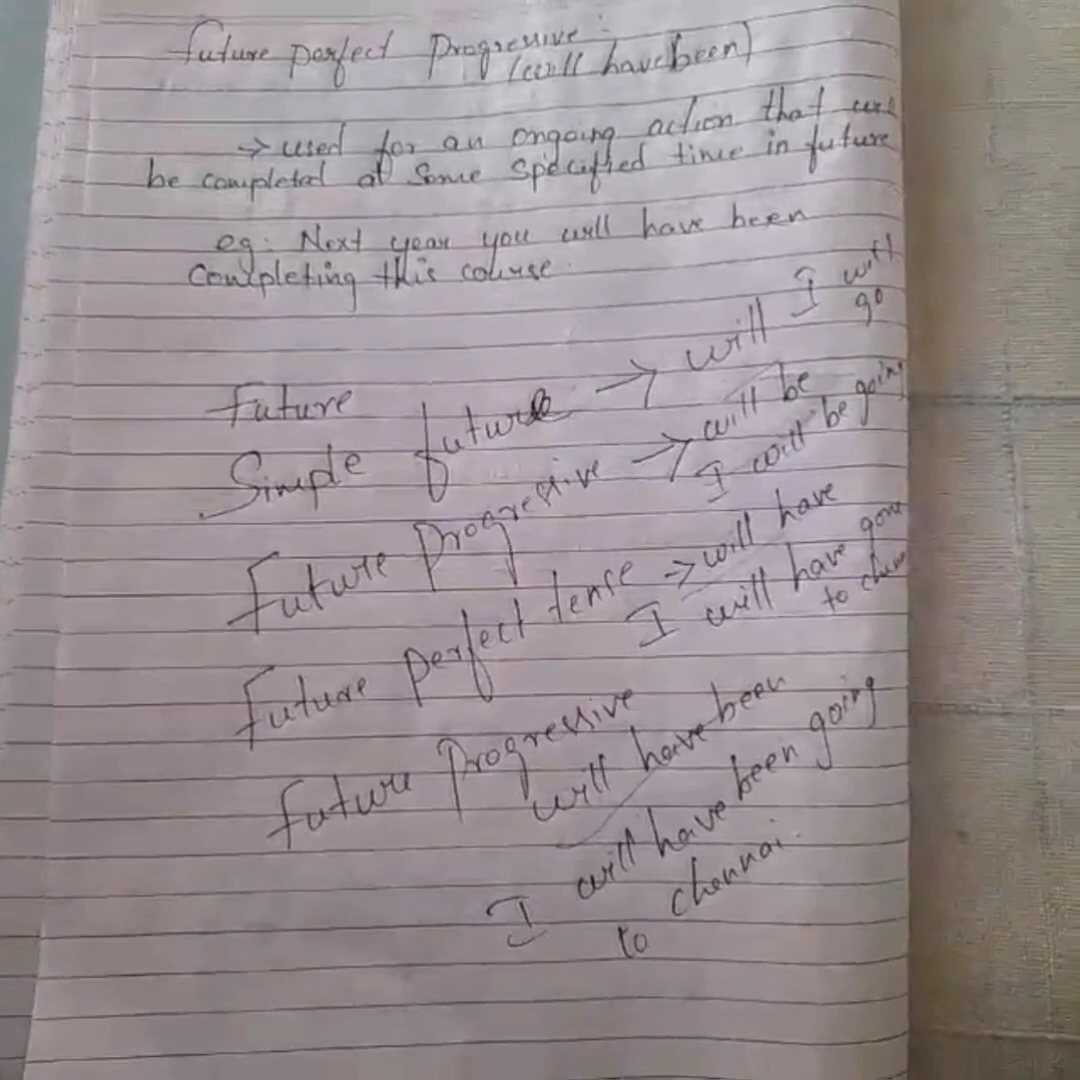 Future perfect Progressive :
(will have been)
→ used for an ongoing action that
be completed at some specified time in future
eg: Next year you will have been
completing this course.
Future
Simple future → will I will
go
Future Progressive → will be
I will be going
Future perfect tense → will have
I will have gone
to
Future Progressive
will have been
I will have been going
to chennai.